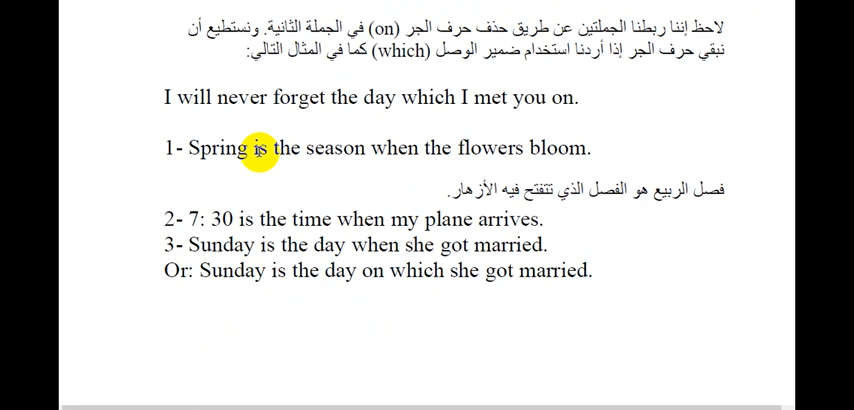 لاحظ إننا ربطنا الجملتين عن طريق حذف حرف الجر (on) في الجملة الثانية. ونستطيع أن
نبقي حرف الجر إذا أردنا استخدام ضمير الوصل (which) كما في المثال التالي:
I will never forget the day which I met you on.
1- Spring is the season when the flowers bloom.
فصل الربيع هو الفصل الذي تتفتح فيه الأزهار.
2- 7: 30 is the time when my plane arrives.
3- Sunday is the day when she got married.
Or: Sunday is the day on which she got married.